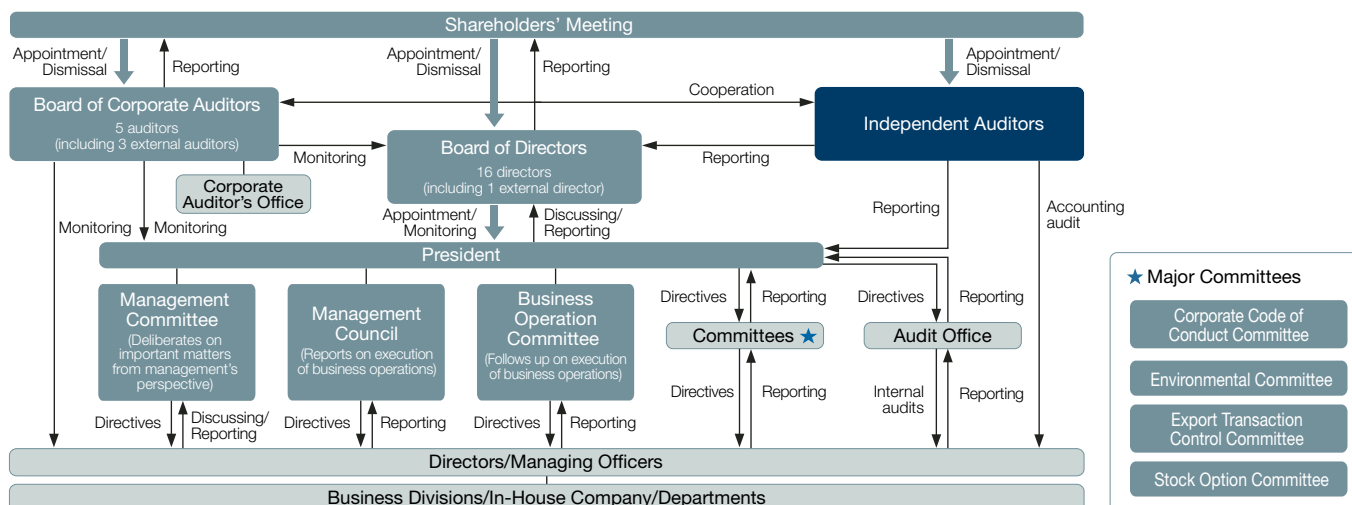 Shareholders' Meeting
Appointment/
Dismissal
Reporting
Appointment/
Dismissal
Reporting
Appointment/
Dismissal
Board of Corporate Auditors
5 auditors
(including 3 external auditors)
Cooperation
Independent Auditors
Monitoring
Board of Directors
16 directors
(including 1 external director)
Reporting
Corporate
Auditor's Office
Monitoring
Monitoring
Appointment/
Monitoring
Discussing/
Reporting
Reporting
Accounting
audit
President
Management
Committee
(Deliberates on
important matters
from management's
perspective)
Management
Council
(Reports on execution
of business operations)
Business
Operation
Committee
(Follows up on execution
of business operations)
Directives
Reporting
Directives
Reporting
Committees ★
Audit Office
Directives
Discussing/
Reporting
Directives
Reporting
Directives
Reporting
Directives
Reporting
Internal
audits
Reporting
Directors/Managing Officers
Business Divisions/In-House Company/Departments
★ Major Committees
Corporate Code of
Conduct Committee
Environmental Committee
Export Transaction
Control Committee
Stock Option Committee